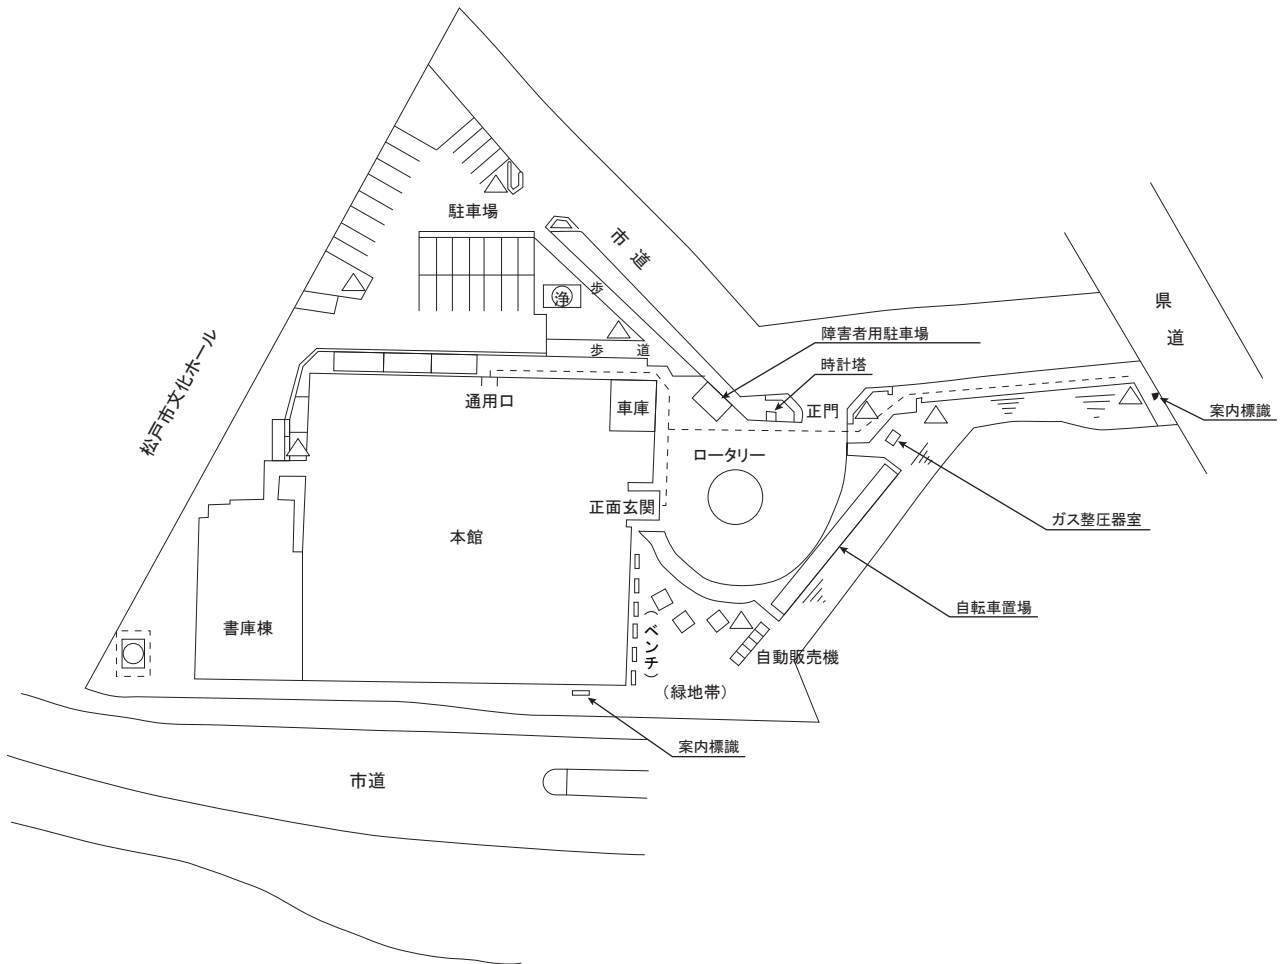 駐車場
市道
浄
歩
歩道
県道
障害者用駐車場
時計塔
松戸市文化ホール
通用口
車庫
正門
案内標識
ロータリー
正面玄関
本館
ガス整圧器室
自転車置場
書庫棟
（ベンチ）
自動販売機
（緑地帯）
案内標識
市道